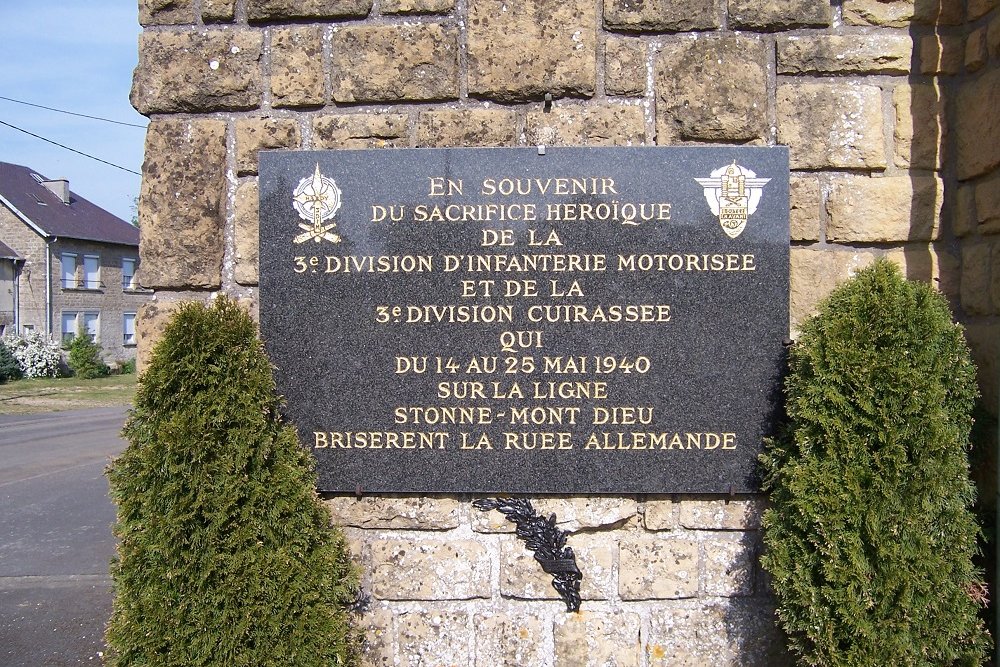 EN SOUVENIR
DU SACRIFICE HEROÏQUE
DE LA
3e DIVISION D'INFANTERIE MOTORISEE
ET DE LA
3e DIVISION CUIRASSEE
QUI
DU 14 AU 25 MAI 1940
SUR LA LIGNE
STONNE-MONT DIEU
BRISERENT LA RUEE ALLEMANDE